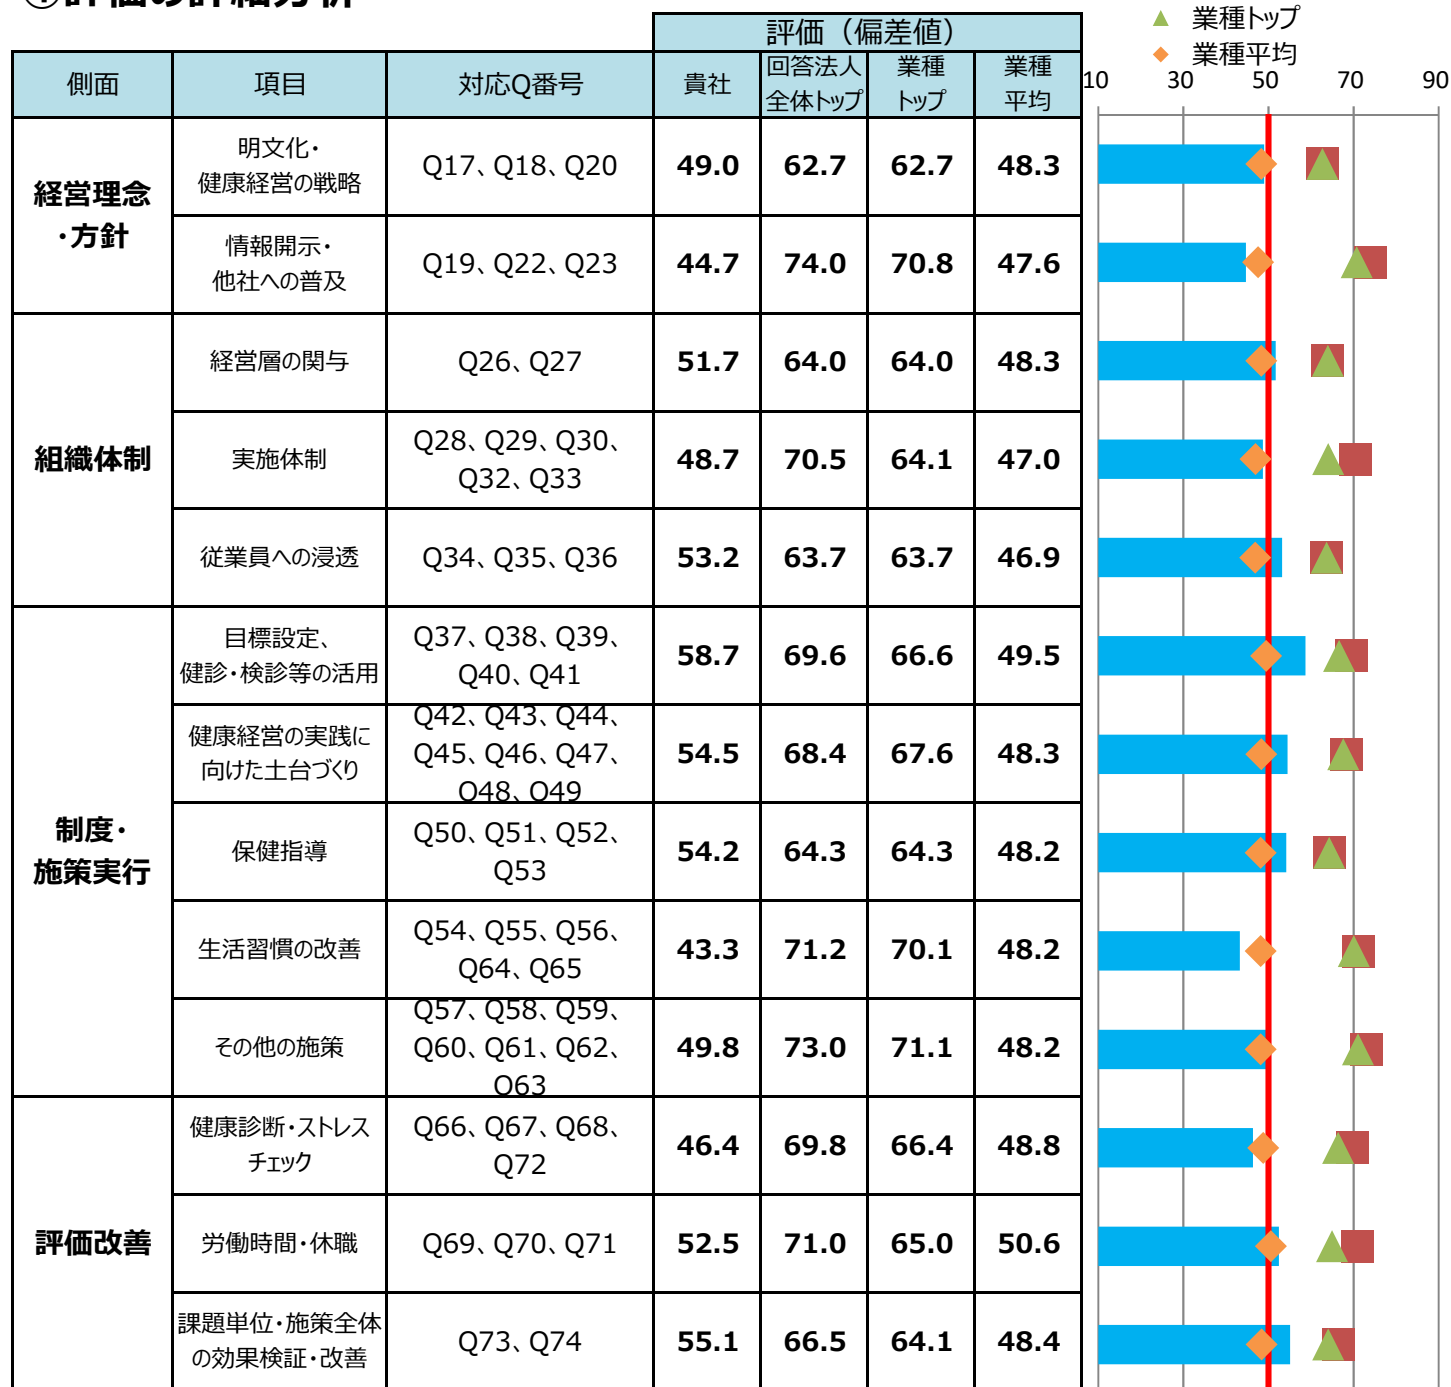 ①評価の詳細分析
業種トップ
業種平均
評価（偏差値）
側面 項目 対応Q番号 貴社 回答法人 業種 業種
全体トップ トップ 平均
10 30 50 70 90
経営理念
・方針
明文化・
健康経営の戦略
Q17、Q18、Q20
49.0 62.7 62.7 48.3
情報開示・
他社への普及
Q19、Q22、Q23
44.7 74.0 70.8 47.6
組織体制
経営層の関与
Q26、Q27
51.7 64.0 64.0 48.3
実施体制
Q28、Q29、Q30、
Q32、Q33
48.7 70.5 64.1 47.0
従業員への浸透
Q34、Q35、Q36
53.2 63.7 63.7 46.9
制度・
施策実行
目標設定、
健診・検診等の活用
Q37、Q38、Q39、
Q40、Q41
58.7 69.6 66.6 49.5
健康経営の実践に
向けた土台づくり
Q42、Q43、Q44、
Q45、Q46、Q47、
Q48、Q49
54.5 68.4 67.6 48.3
保健指導
Q50、Q51、Q52、
Q53
54.2 64.3 64.3 48.2
生活習慣の改善
Q54、Q55、Q56、
Q64、Q65
43.3 71.2 70.1 48.2
その他の施策
Q57、Q58、Q59、
Q60、Q61、Q62、
Q63
49.8 73.0 71.1 48.2
評価改善
健康診断・ストレス
チェック
Q66、Q67、Q68、
Q72
46.4 69.8 66.4 48.8
労働時間・休職
Q69、Q70、Q71
52.5 71.0 65.0 50.6
課題単位・施策全体
の効果検証・改善
Q73、Q74
55.1 66.5 64.1 48.4